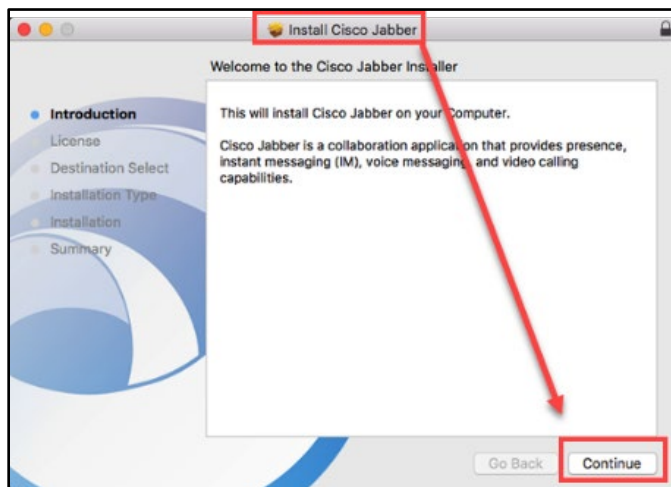 Install Cisco Jabber
Welcome to the Cisco Jabber Installer
Introduction
License
Destination Select
Installation Type
Installation
Summary
This will install Cisco Jabber on your Computer.
Cisco Jabber is a collaboration application that provides presence,
instant messaging (IM), voice messaging, and video calling
capabilities.
Go Back
Continue